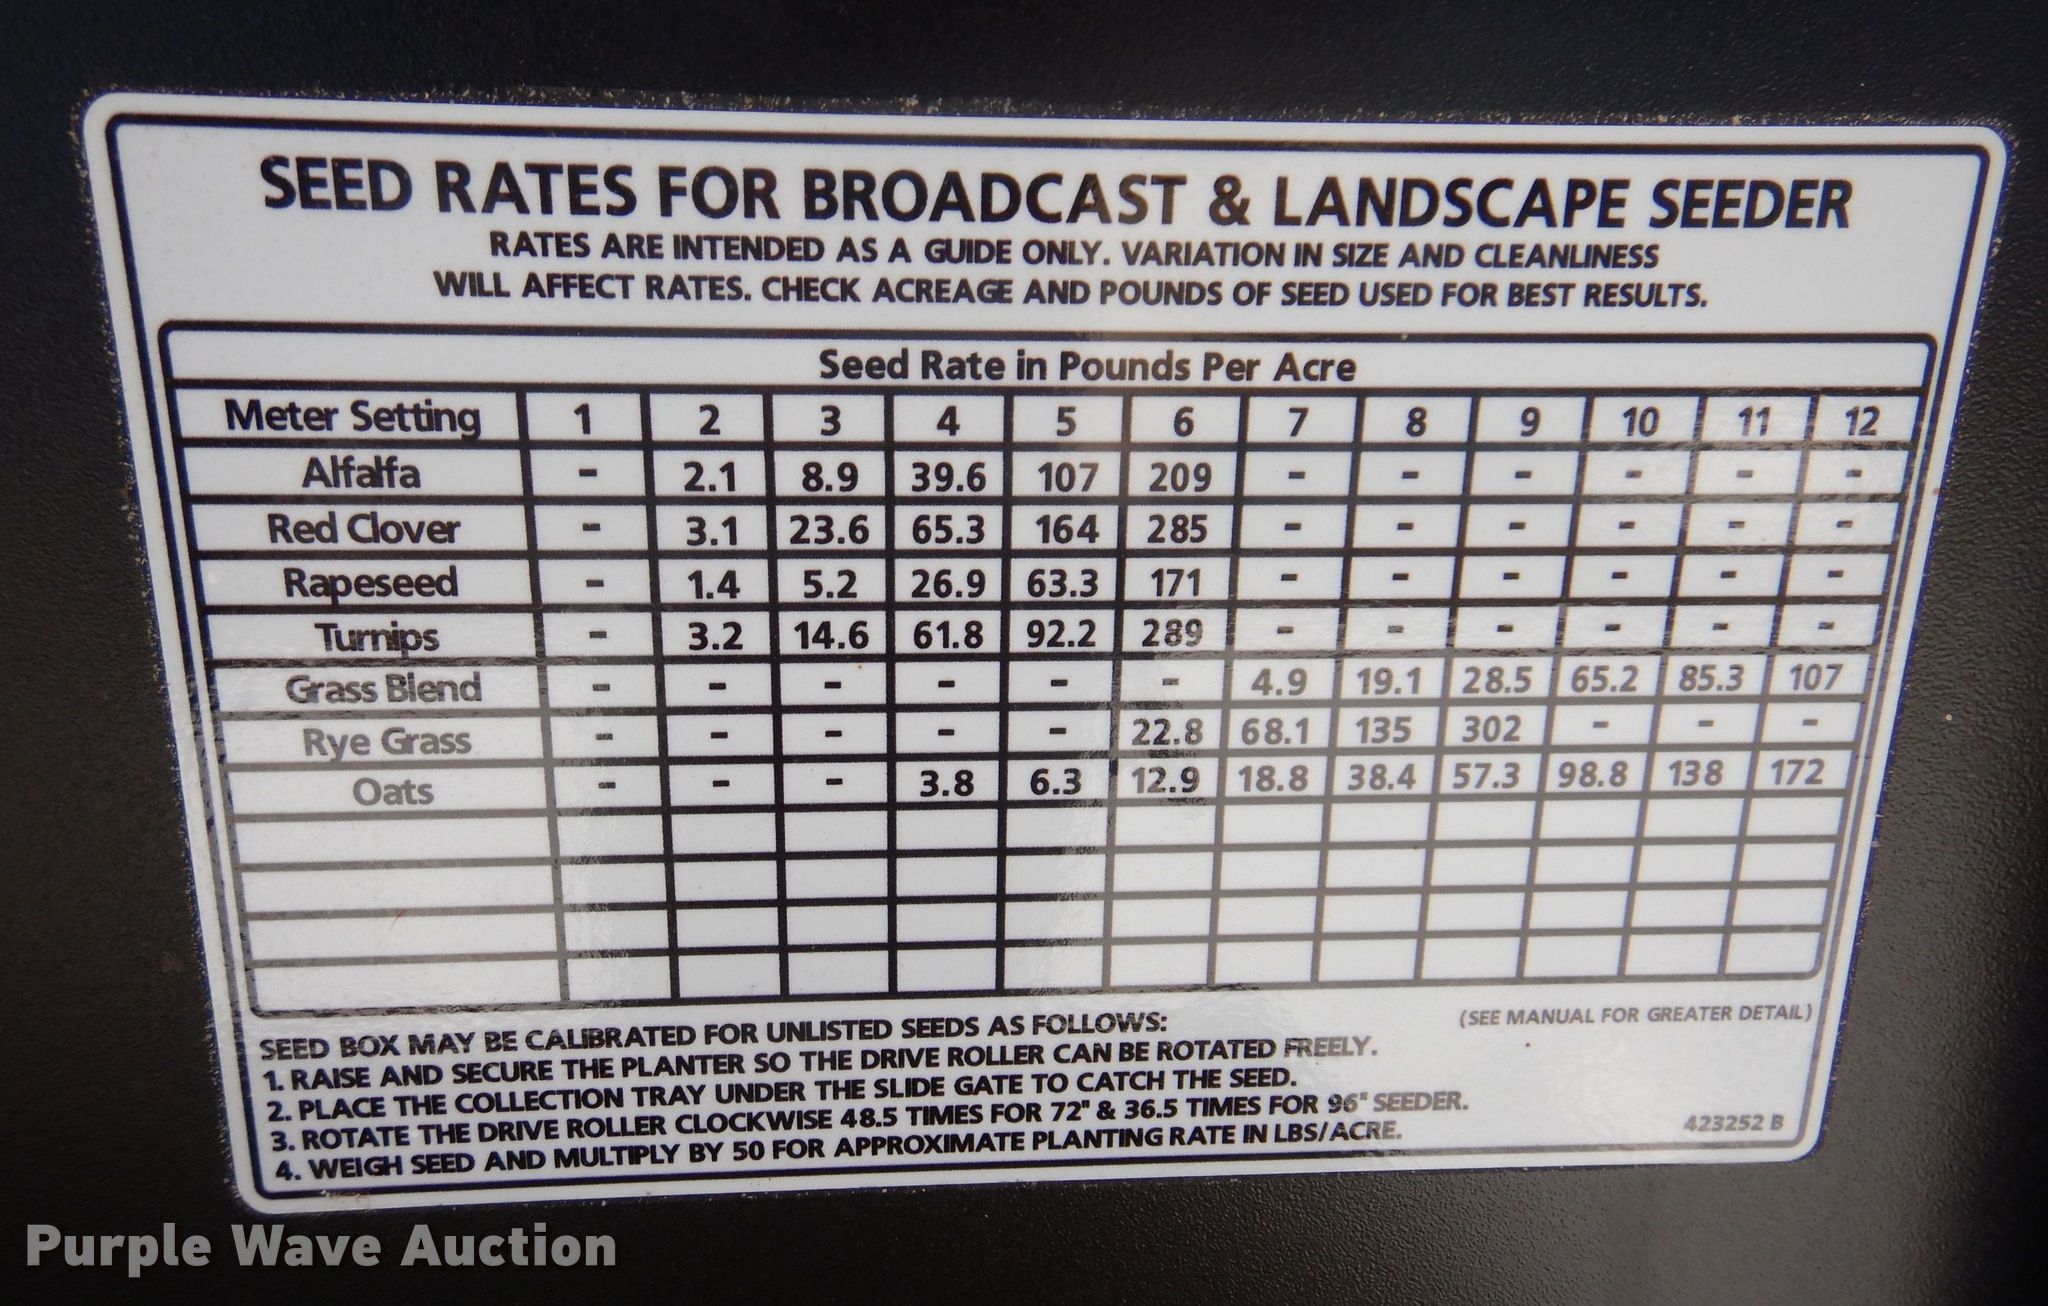 SEED RATES FOR BROADCAST & LANDSCAPE SEEDER
RATES ARE INTENDED AS A GUIDE ONLY. VARIATION IN SIZE AND CLEANLINESS
WILL AFFECT RATES. CHECK ACREAGE AND POUNDS OF SEED USED FOR BEST RESULTS.
Seed Rate in Pounds Per Acre
Meter Setting 1 2 3 4 5 6 7 8 9 10 11 12
Alfalfa - 2.1 8.9 39.6 107 209 - - - - - -
Red Clover - 3.1 23.6 65.3 164 285 - - - - - -
Rapeseed - 1.4 5.2 26.9 63.3 171 - - - - - -
Turnips - 3.2 14.6 61.8 92.2 289 - - - - - -
Grass Blend - - - - - - 4.9 19.1 28.5 65.2 85.3 107
Rye Grass - - - - - 22.8 68.1 135 302 - - -
Oats - - - 3.8 6.3 12.9 18.8 38.4 57.3 98.8 138 172
(SEE MANUAL FOR GREATER DETAIL)
SEED BOX MAY BE CALIBRATED FOR UNLISTED SEEDS AS FOLLOWS:
1. RAISE AND SECURE THE PLANTER SO THE DRIVE ROLLER CAN BE ROTATED FREELY.
2. PLACE THE COLLECTION TRAY UNDER THE SLIDE GATE TO CATCH THE SEED.
3. ROTATE THE DRIVE ROLLER CLOCKWISE 48.5 TIMES FOR 72" & 36.5 TIMES FOR 96" SEEDER.
4. WEIGH SEED AND MULTIPLY BY 50 FOR APPROXIMATE PLANTING RATE IN LBS/ACRE.
423252 B
Purple Wave Auction